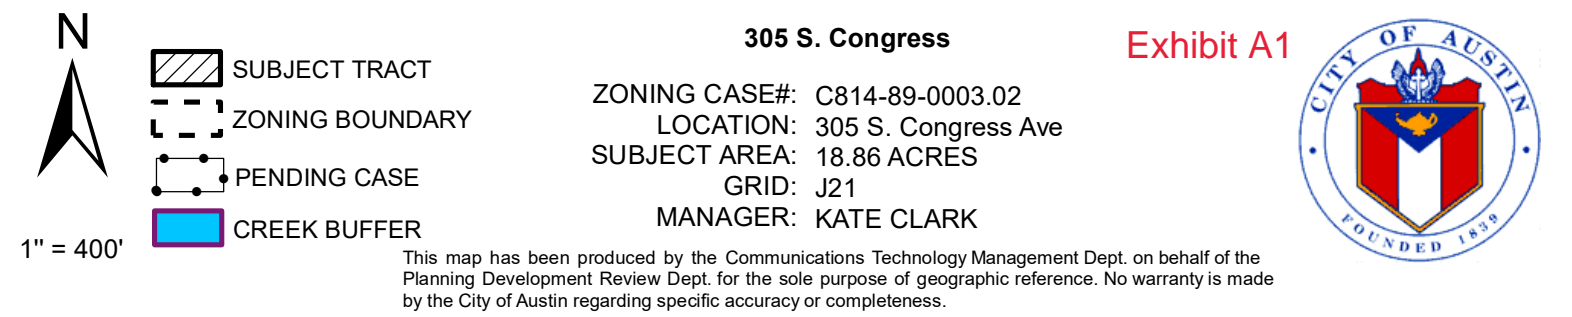 N
1" = 400'
SUBJECT TRACT
ZONING BOUNDARY
PENDING CASE
CREEK BUFFER
305 S. Congress
ZONING CASE#: C814-89-0003.02
LOCATION: 305 S. Congress Ave
SUBJECT AREA: 18.86 ACRES
GRID: J21
MANAGER: KATE CLARK
This map has been produced by the Communications Technology Management Dept. on behalf of the
Planning Development Review Dept. for the sole purpose of geographic reference. No warranty is made
by the City of Austin regarding specific accuracy or completeness.
Exhibit A1
CITY OF AUSTIN
FOUNDED 1839